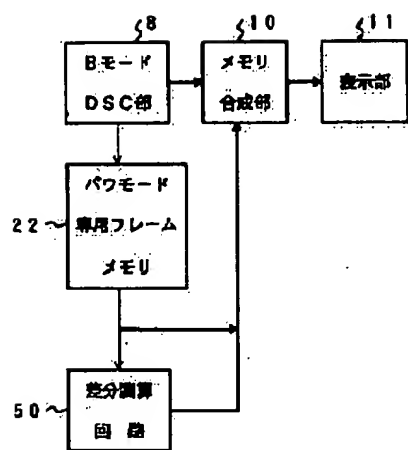 8
10
11
Bモード
DSC部
メモリ
合成部
表示部
パワモード
専用フレーム
メモリ
22
差分演算
回路
50